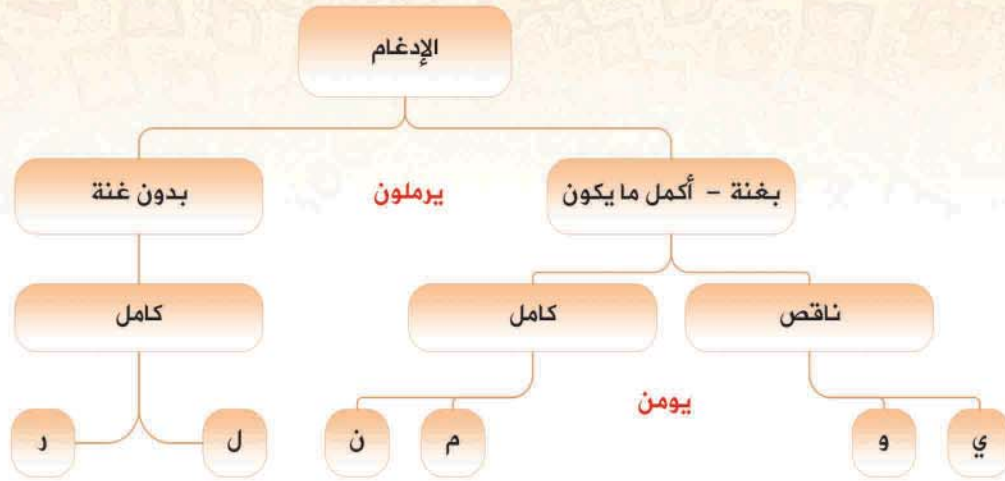 الإدغام
بغنة - أكمل ما يكون
يرملون
بدون غنة
ناقص
كامل
كامل
يومن
ي
و
م
ن
ل
ر